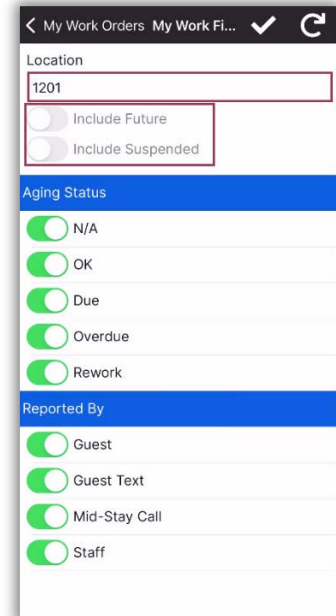 My Work Orders My Work Fi...
Location
1201
Include Future
Include Suspended
Aging Status
N/A
OK
Due
Overdue
Rework
Reported By
Guest
Guest Text
Mid-Stay Call
Staff